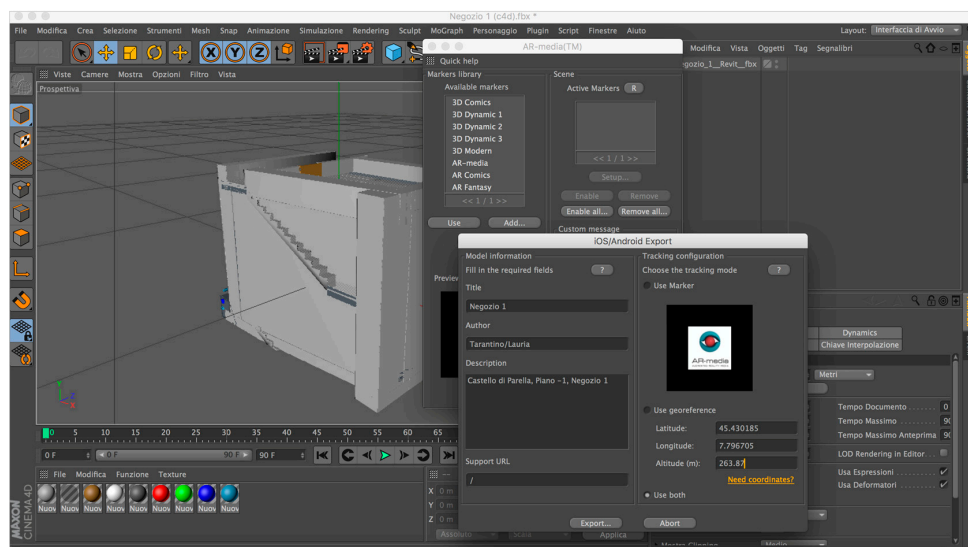 Negozio 1 (c4d).fbx *
File Modifica Crea Selezione Strumenti Mesh Snap Animazione Simulazione Rendering Sculpt MoGraph Personaggio Plugin Script Finestre Aiuto
Layout: Interfaccia di Avvio
X Y Z
Viste Camere Mostra Opzioni Filtro Vista
Prospettiva
AR-media(TM)
Quick help
Markers library
Available markers
3D Comics
3D Dynamic 1
3D Dynamic 2
3D Dynamic 3
3D Modern
AR-media
AR Comics
AR Fantasy
<< 1 / 1 >>
Use Add...
Preview
Scene
Active Markers R
<< 1 / 1 >>
Setup...
Enable Remove
Enable all... Remove all...
Custom message
Modifica Vista Oggetti Tag Segnalibri
gozio_1__Revit__fbx
iOS/Android Export
Model information
Fill in the required fields ?
Title
Negozio 1
Author
Tarantino/Lauria
Description
Castello di Parella, Piano -1, Negozio 1
Support URL
/
Tracking configuration
Choose the tracking mode ?
Use Marker
AR-media
Use georeference
Latitude: 45.430185
Longitude: 7.796705
Altitude (m): 263.87
Need coordinates?
Use both
Export... Abort
Dynamics
Chiave Interpolazione
Metri
Tempo Documento 0
Tempo Massimo 90
Tempo Massimo Anteprima 90
LOD Rendering in Editor
Usa Espressioni
Usa Deformatori
Medio
0 5 10 15 20 25 30 35 40 45 50 55 60 65
0 F 0 F 90 F 90 F
File Modifica Funzione Texture
Nuov Nuov Nuov Nuov Nuov Nuov Nuov Nuov Nuov
X 0 m
Y 0 m
Z 0 m
Assoluto Scala Applica
MAXON
CINEMA 4D